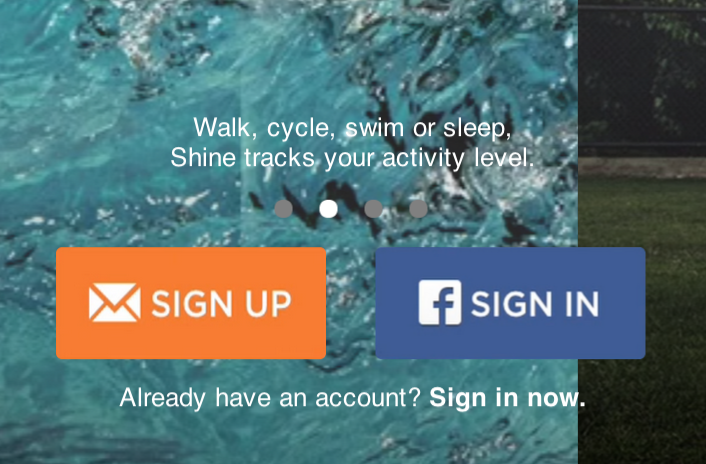 Walk, cycle, swim or sleep,
Shine tracks your activity level.
SIGN UP
f SIGN IN
Already have an account? Sign in now.